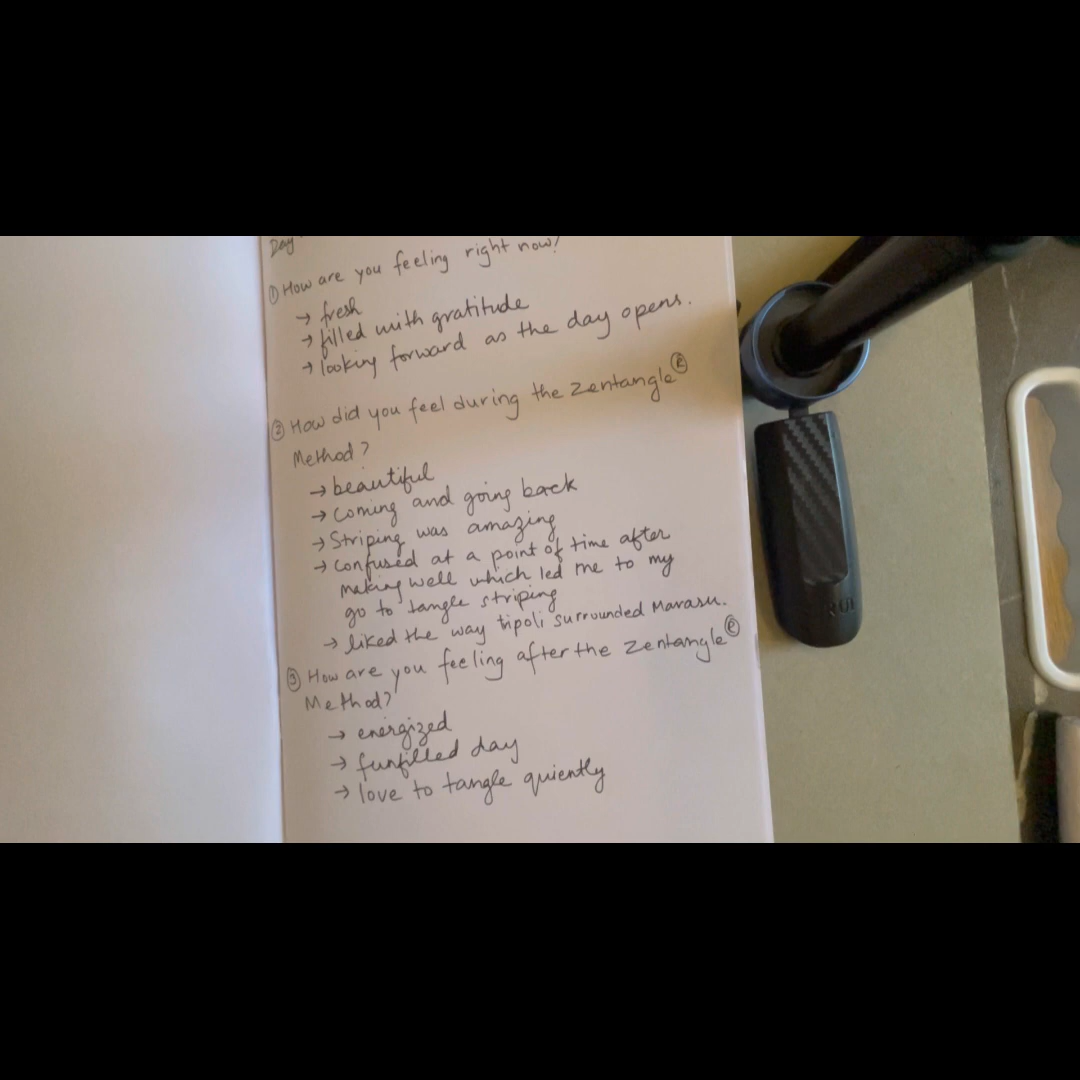 Day
① How are you feeling right now?
→ fresh
→ filled with gratitude
→ looking forward as the day opens.
② How did you feel during the Zentangle®
Method?
→ beautiful
→ Coming and going back
→ Striping was amazing
→ Confused at a point of time after
making well which led me to my
go to tangle striping
→ liked the way tipoli surrounded Marasu.
③ How are you feeling after the Zentangle®
Method?
→ energized
→ funfilled day
→ love to tangle quiently